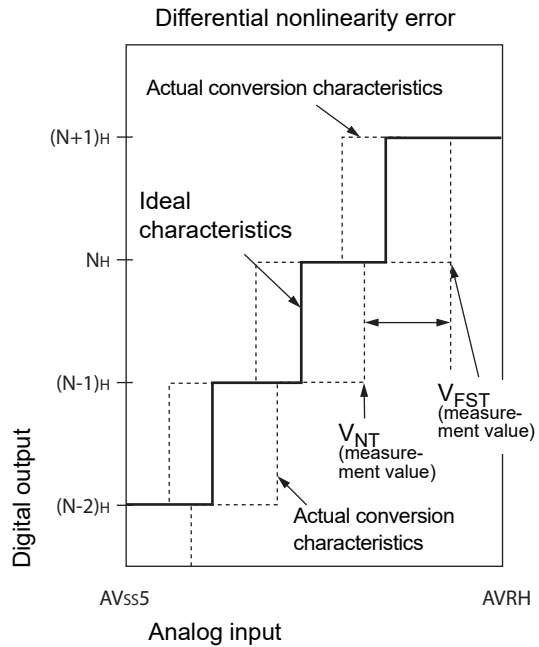 Differential nonlinearity error
Actual conversion characteristics
(N+1)H
Ideal
characteristics
NH
(N-1)H
VFST
(measure-
ment value)
VNT
(measure-
ment value)
(N-2)H
Actual conversion
characteristics
Digital output
AVSS5
AVRH
Analog input